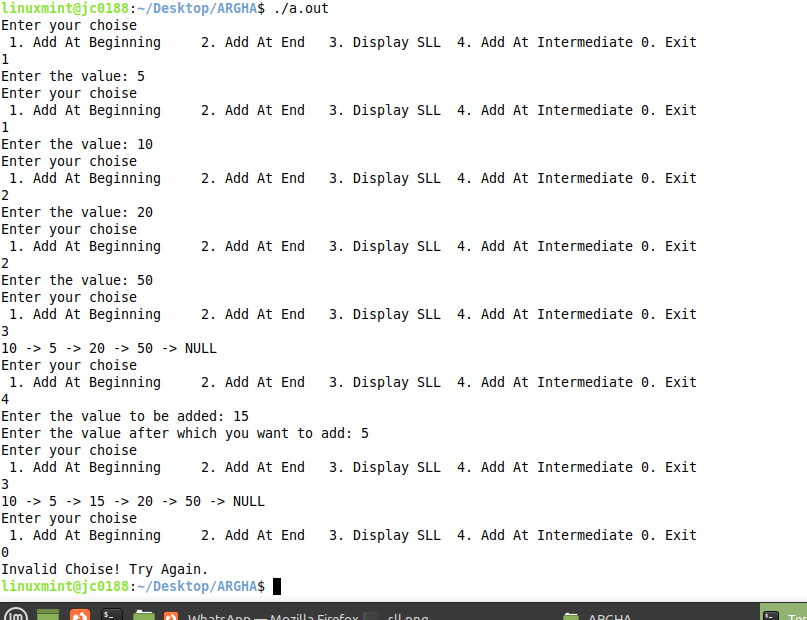 linuxmint@jc0188:~/Desktop/ARGHA$ ./a.out
Enter your choise
 1. Add At Beginning     2. Add At End   3. Display SLL  4. Add At Intermediate 0. Exit
1
Enter the value: 5
Enter your choise
 1. Add At Beginning     2. Add At End   3. Display SLL  4. Add At Intermediate 0. Exit
1
Enter the value: 10
Enter your choise
 1. Add At Beginning     2. Add At End   3. Display SLL  4. Add At Intermediate 0. Exit
2
Enter the value: 20
Enter your choise
 1. Add At Beginning     2. Add At End   3. Display SLL  4. Add At Intermediate 0. Exit
2
Enter the value: 50
Enter your choise
 1. Add At Beginning     2. Add At End   3. Display SLL  4. Add At Intermediate 0. Exit
3
10 -> 5 -> 20 -> 50 -> NULL
Enter your choise
 1. Add At Beginning     2. Add At End   3. Display SLL  4. Add At Intermediate 0. Exit
4
Enter the value to be added: 15
Enter the value after which you want to add: 5
Enter your choise
 1. Add At Beginning     2. Add At End   3. Display SLL  4. Add At Intermediate 0. Exit
3
10 -> 5 -> 15 -> 20 -> 50 -> NULL
Enter your choise
 1. Add At Beginning     2. Add At End   3. Display SLL  4. Add At Intermediate 0. Exit
0
Invalid Choise! Try Again.
linuxmint@jc0188:~/Desktop/ARGHA$
WhatsApp — Mozilla Firefox sll.png ARGHA